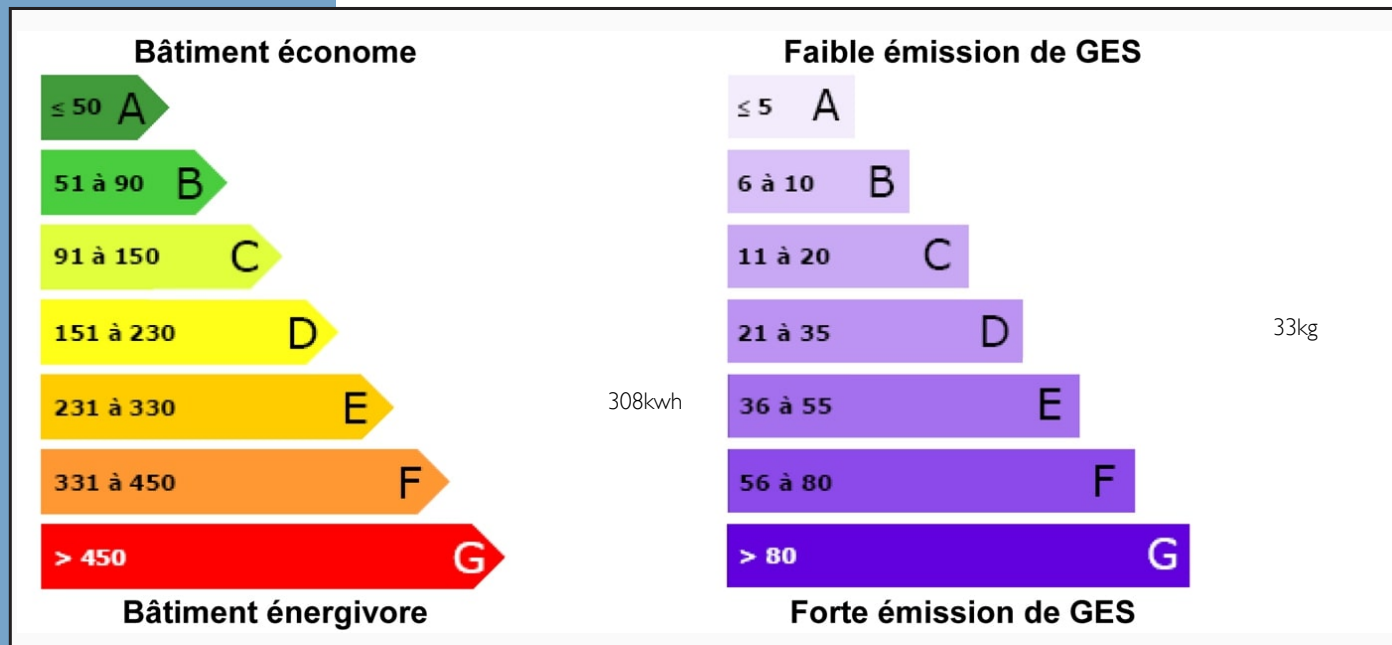 Bâtiment économe
≤ 50 A
51 à 90 B
91 à 150 C
151 à 230 D
231 à 330 E
308kwh
331 à 450 F
> 450 G
Bâtiment énergivore
Faible émission de GES
≤ 5 A
6 à 10 B
11 à 20 C
21 à 35 D
33kg
36 à 55 E
56 à 80 F
> 80 G
Forte émission de GES